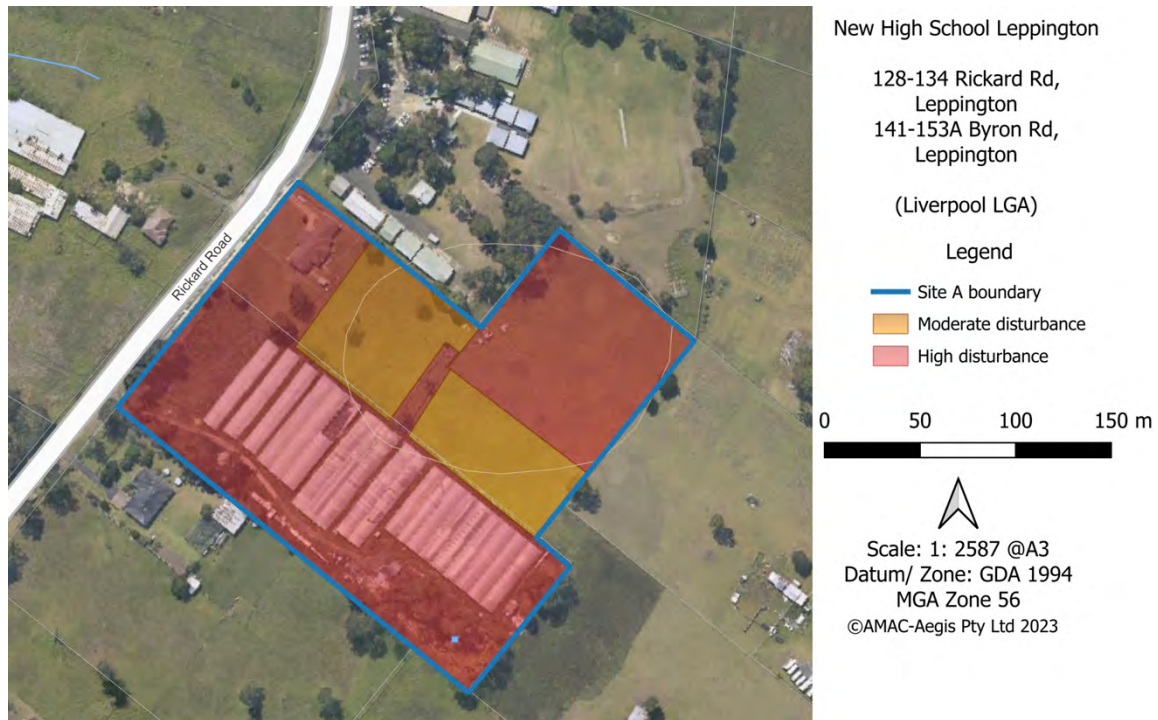 New High School Leppington
128-134 Rickard Rd,
Leppington
141-153A Byron Rd,
Leppington
(Liverpool LGA)
Legend
Site A boundary
Moderate disturbance
High disturbance
0 50 100 150 m
Scale: 1: 2587 @A3
Datum/ Zone: GDA 1994
MGA Zone 56
©AMAC-Aegis Pty Ltd 2023
Rickard Road